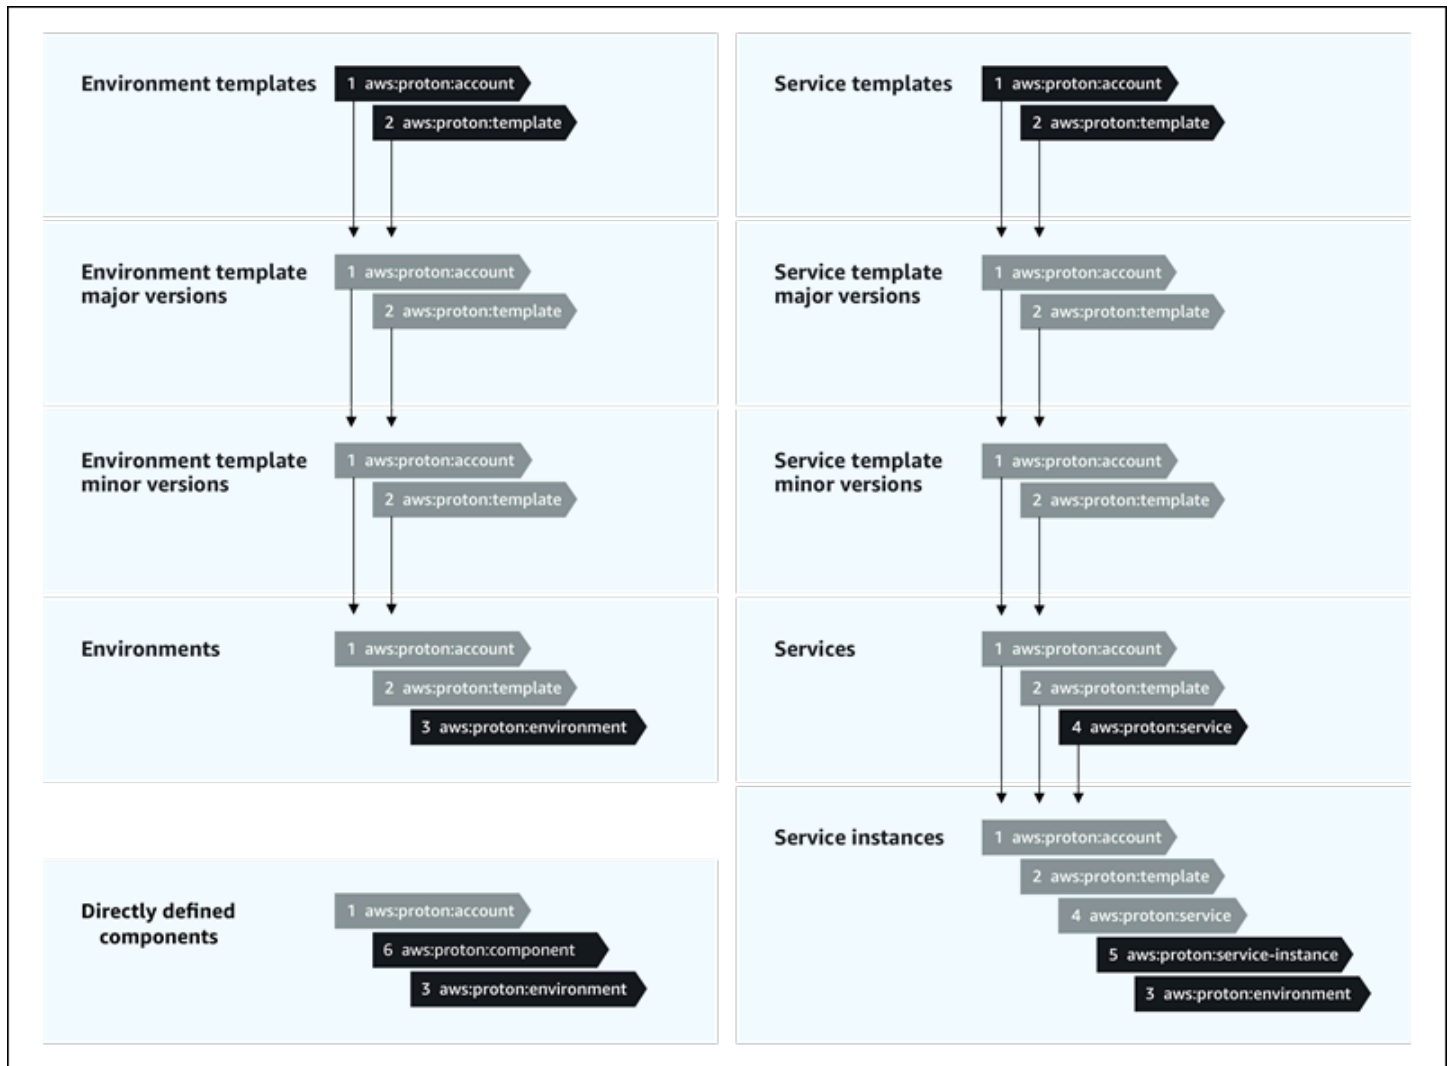 Environment templates
1 aws:proton:account
2 aws:proton:template
Environment template
major versions
1 aws:proton:account
2 aws:proton:template
Environment template
minor versions
1 aws:proton:account
2 aws:proton:template
Environments
1 aws:proton:account
2 aws:proton:template
3 aws:proton:environment
Directly defined
components
1 aws:proton:account
6 aws:proton:component
3 aws:proton:environment
Service templates
1 aws:proton:account
2 aws:proton:template
Service template
major versions
1 aws:proton:account
2 aws:proton:template
Service template
minor versions
1 aws:proton:account
2 aws:proton:template
Services
1 aws:proton:account
2 aws:proton:template
4 aws:proton:service
Service instances
1 aws:proton:account
2 aws:proton:template
4 aws:proton:service
5 aws:proton:service-instance
3 aws:proton:environment